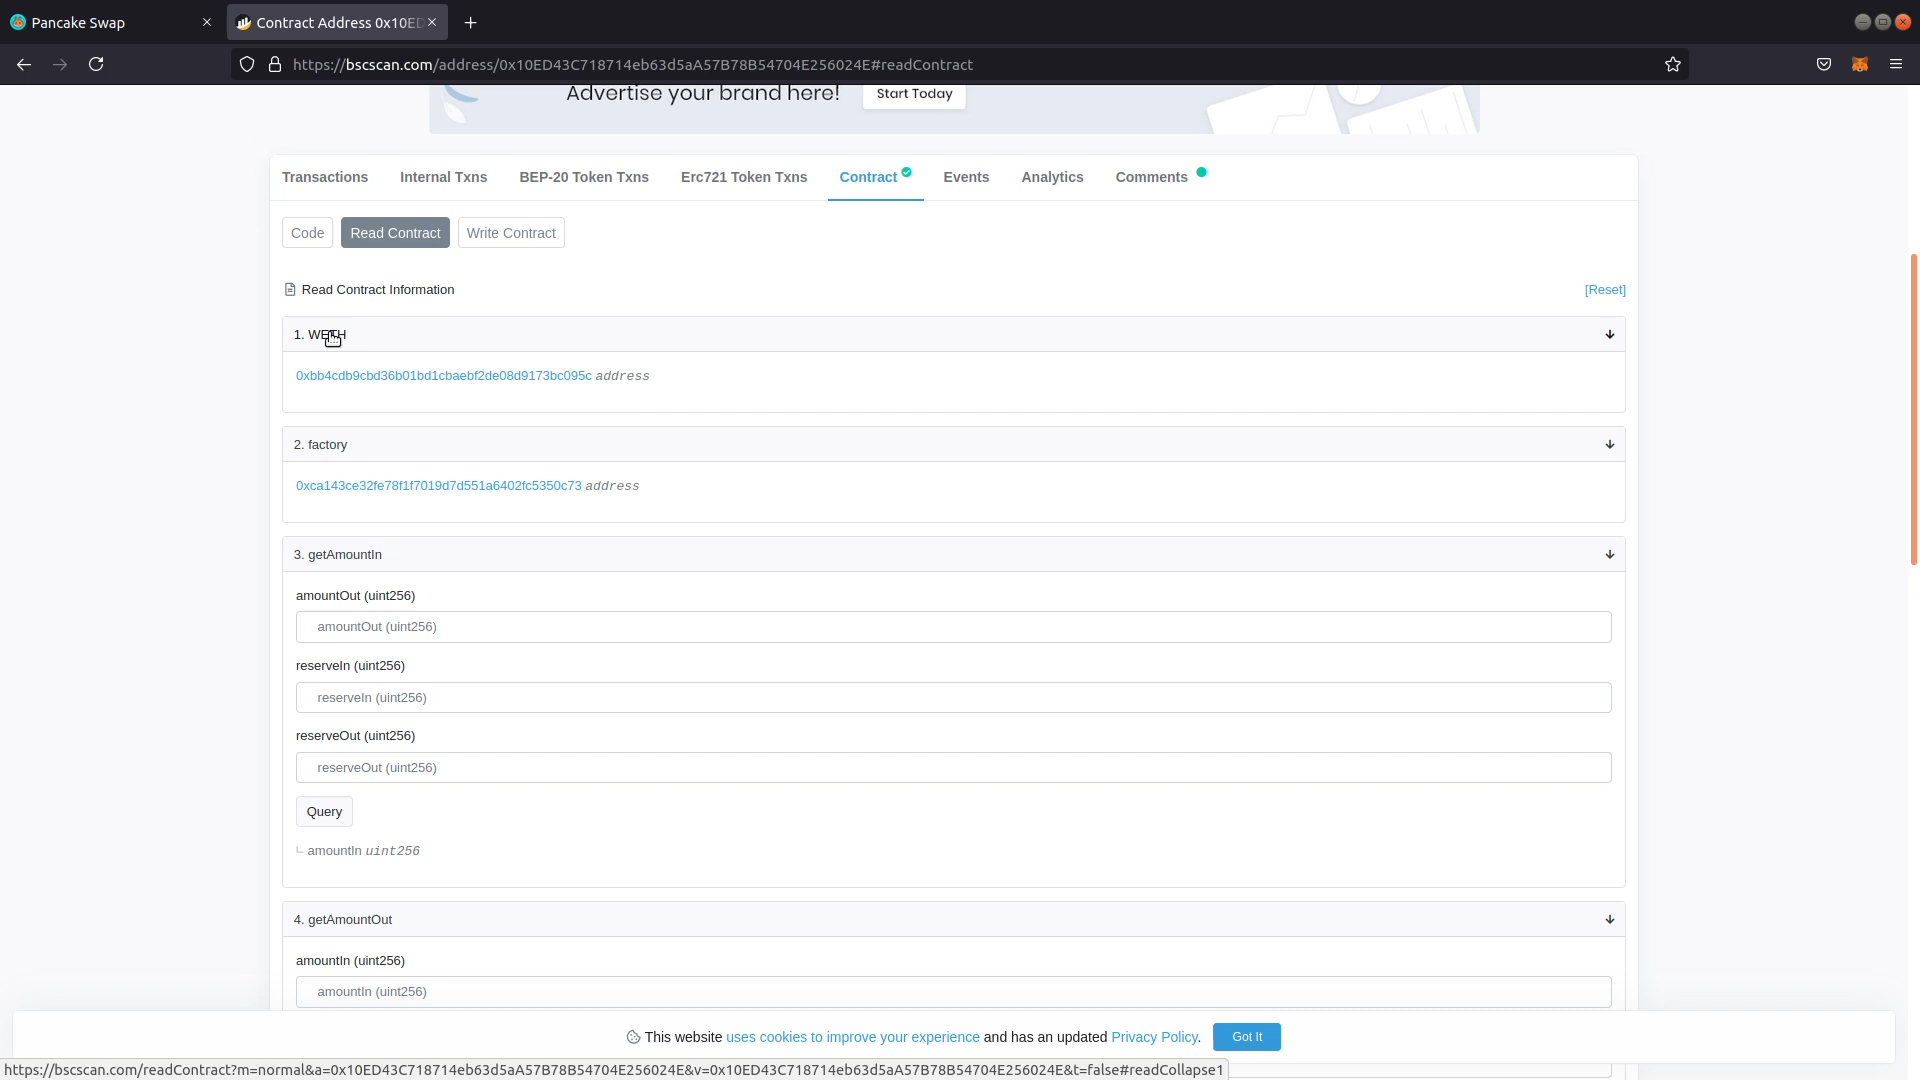 Pancake Swap
Contract Address 0x10ED
https://bscscan.com/address/0x10ED43C718714eb63d5aA57B78B54704E256024E#readContract
Advertise your brand here!
Start Today
Transactions
Internal Txns
BEP-20 Token Txns
Erc721 Token Txns
Contract
Events
Analytics
Comments
Code
Read Contract
Write Contract
Read Contract Information
[Reset]
1. WETH
0xbb4cdb9cbd36b01bd1cbaebf2de08d9173bc095c address
2. factory
0xca143ce32fe78f1f7019d7d551a6402fc5350c73 address
3. getAmountIn
amountOut (uint256)
amountOut (uint256)
reserveIn (uint256)
reserveIn (uint256)
reserveOut (uint256)
reserveOut (uint256)
Query
amountIn uint256
4. getAmountOut
amountIn (uint256)
amountIn (uint256)
This website uses cookies to improve your experience and has an updated Privacy Policy.
Got It
https://bscscan.com/readContract?m=normal&a=0x10ED43C718714eb63d5aA57B78B54704E256024E&v=0x10ED43C718714eb63d5aA57B78B54704E256024E&t=false#readCollapse1